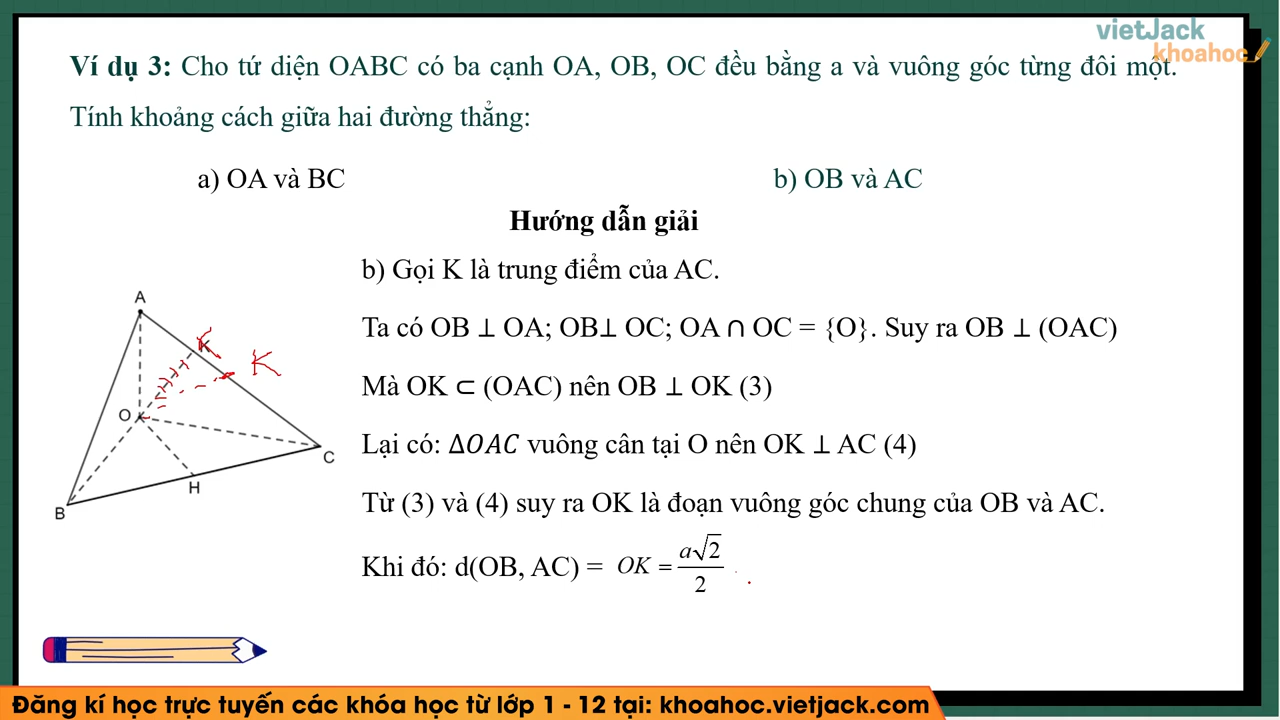 vietJack
khoahoc
Ví dụ 3: Cho tứ diện OABC có ba cạnh OA, OB, OC đều bằng a và vuông góc từng đôi một.
Tính khoảng cách giữa hai đường thẳng:
a) OA và BC
b) OB và AC
Hướng dẫn giải
b) Gọi K là trung điểm của AC.
Ta có OB ⊥ OA; OB⊥ OC; OA ∩ OC = {O}. Suy ra OB ⊥ (OAC)
Mà OK ⊂ (OAC) nên OB ⊥ OK (3)
Lại có: ΔOAC vuông cân tại O nên OK ⊥ AC (4)
Từ (3) và (4) suy ra OK là đoạn vuông góc chung của OB và AC.
Khi đó: d(OB, AC) = OK = a√2/2
A
K
K
O
C
H
B
Đăng kí học trực tuyến các khóa học từ lớp 1 - 12 tại: khoahoc.vietjack.com